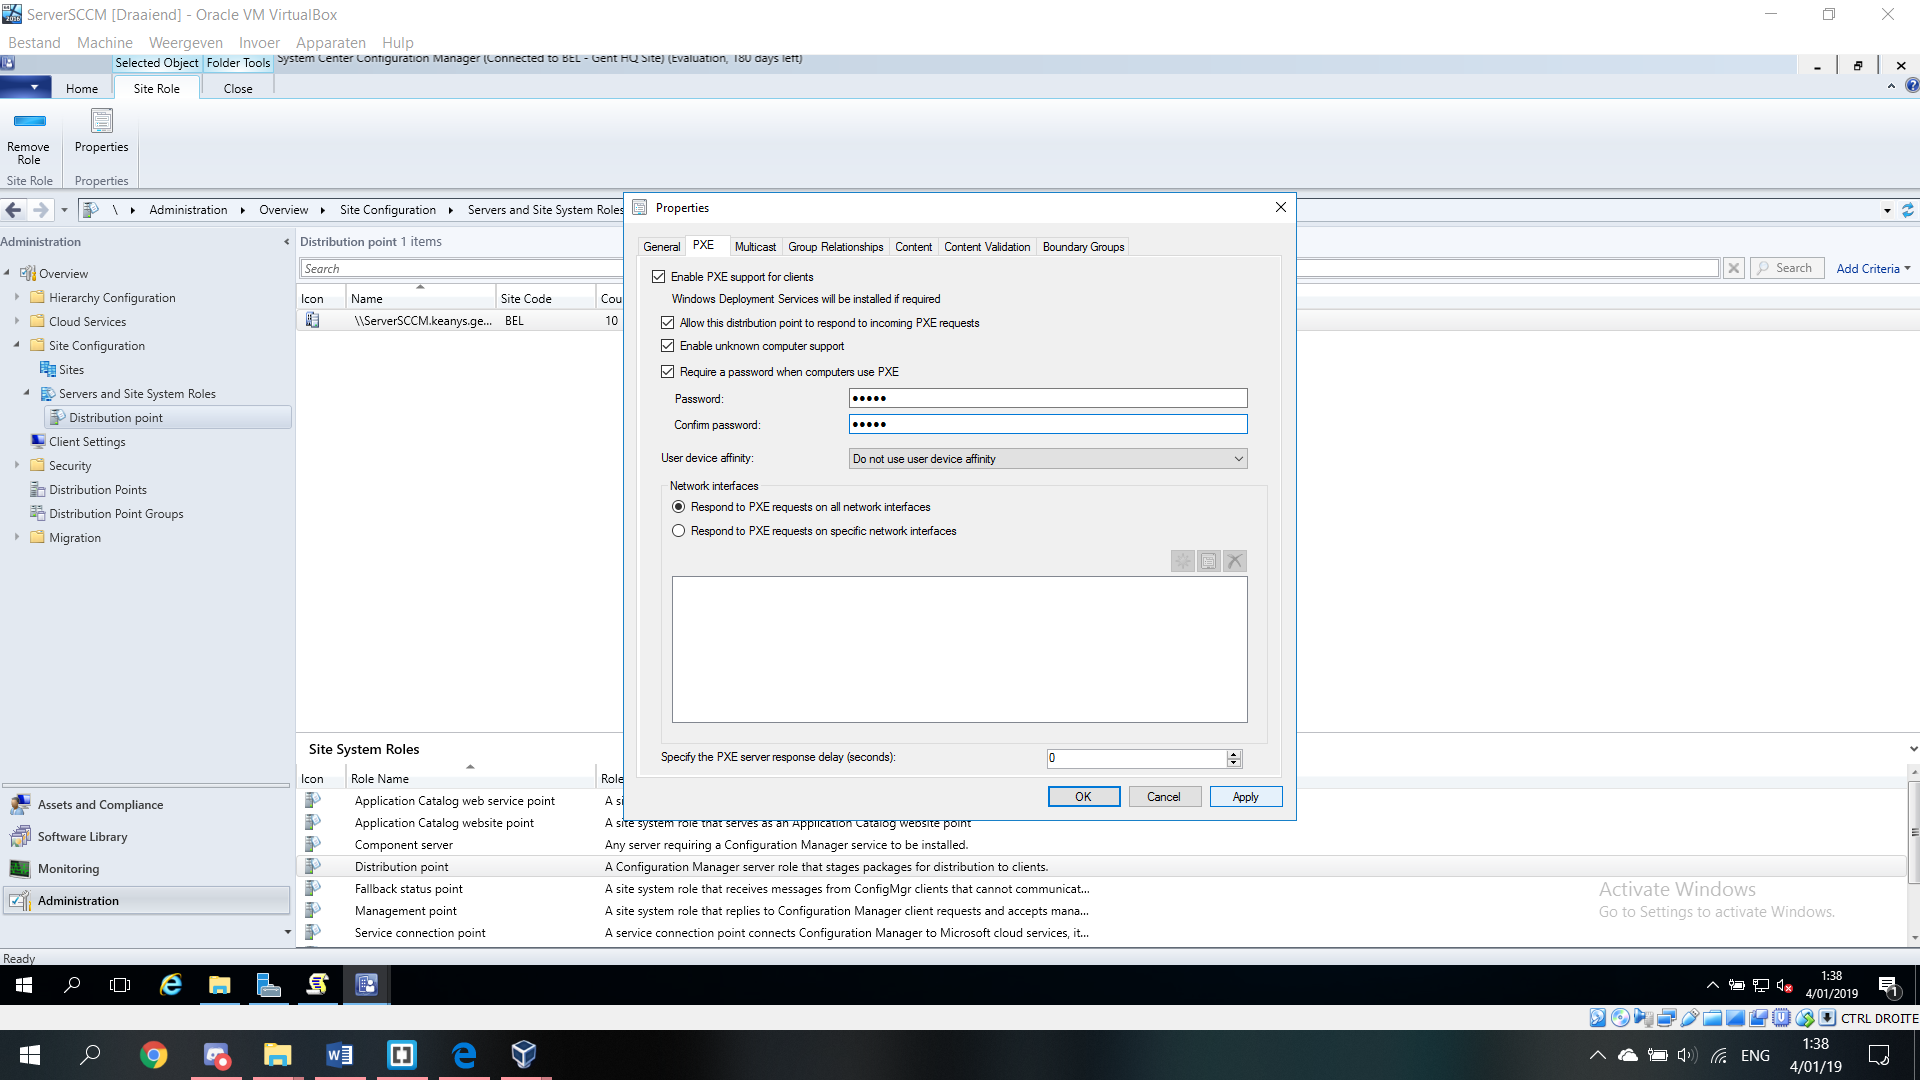 ServerSCCM [Draaiend] - Oracle VM VirtualBox
Bestand Machine Weergeven Invoer Apparaten Hulp
Selected Object Folder Tools System Center Configuration Manager (Connected to BEL - Gent HQ Site) (Evaluation, 180 days left)
Home Site Role Close
Remove Role
Properties
Site Role Properties
\ Administration Overview Site Configuration Servers and Site System Roles
Administration
Overview
Hierarchy Configuration
Cloud Services
Site Configuration
Sites
Servers and Site System Roles
Distribution point
Client Settings
Security
Distribution Points
Distribution Point Groups
Migration
Assets and Compliance
Software Library
Monitoring
Administration
Distribution point 1 items
Search
Search Add Criteria
Icon Name Site Code Cou
\\ServerSCCM.keanys.ge... BEL 10
Properties
General PXE Multicast Group Relationships Content Content Validation Boundary Groups
Enable PXE support for clients
Windows Deployment Services will be installed if required
Allow this distribution point to respond to incoming PXE requests
Enable unknown computer support
Require a password when computers use PXE
Password: •••••
Confirm password: •••••
User device affinity: Do not use user device affinity
Network interfaces
Respond to PXE requests on all network interfaces
Respond to PXE requests on specific network interfaces
Specify the PXE server response delay (seconds): 0
OK Cancel Apply
Site System Roles
Icon Role Name Role
Application Catalog web service point A si
Application Catalog website point A site system role that serves as an Application Catalog website point
Component server Any server requiring a Configuration Manager service to be installed.
Distribution point A Configuration Manager server role that stages packages for distribution to clients.
Fallback status point A site system role that receives messages from ConfigMgr clients that cannot communicat...
Management point A site system role that replies to Configuration Manager client requests and accepts mana...
Service connection point A service connection point connects Configuration Manager to Microsoft cloud services, it...
Activate Windows
Go to Settings to activate Windows.
Ready
1:38
4/01/2019
1
CTRL DROITE
ENG
1:38
4/01/19